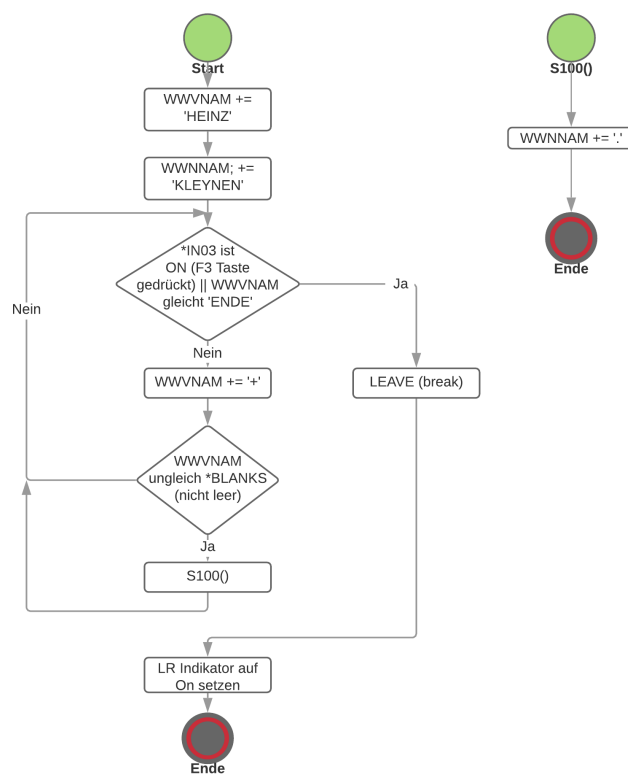 Start
WWVNAM +=
'HEINZ'
WWNNAM; +=
'KLEYNEN'
*IN03 ist
ON (F3 Taste
gedrückt) || WWVNAM
gleicht 'ENDE'
Ja
Nein
Nein
WWVNAM += '+'
LEAVE (break)
WWVNAM
ungleich *BLANKS
(nicht leer)
Ja
S100()
LR Indikator auf
On setzen
Ende
S100()
WWNNAM += '.'
Ende